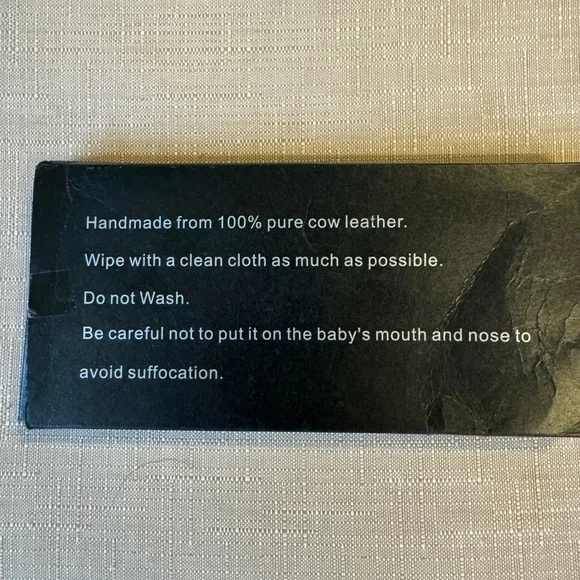 Handmade from 100% pure cow leather.
Wipe with a clean cloth as much as possible.
Do not Wash.
Be careful not to put it on the baby's mouth and nose to
avoid suffocation.